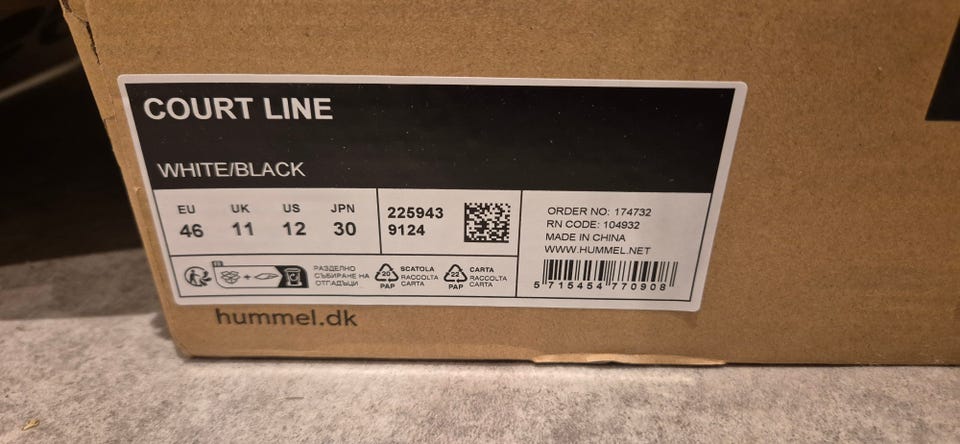 COURT LINE
WHITE/BLACK
EU UK US JPN
46 11 12 30
225943
9124
ORDER NO: 174732
RN CODE: 104932
MADE IN CHINA
WWW.HUMMEL.NET
5 715454 770908
FR
РАЗДЕЛНО
СЪБИРАНЕ НА
ОТПАДЪЦИ
20
PAP
SCATOLA
RACCOLTA
CARTA
22
PAP
CARTA
RACCOLTA
CARTA
hummel.dk